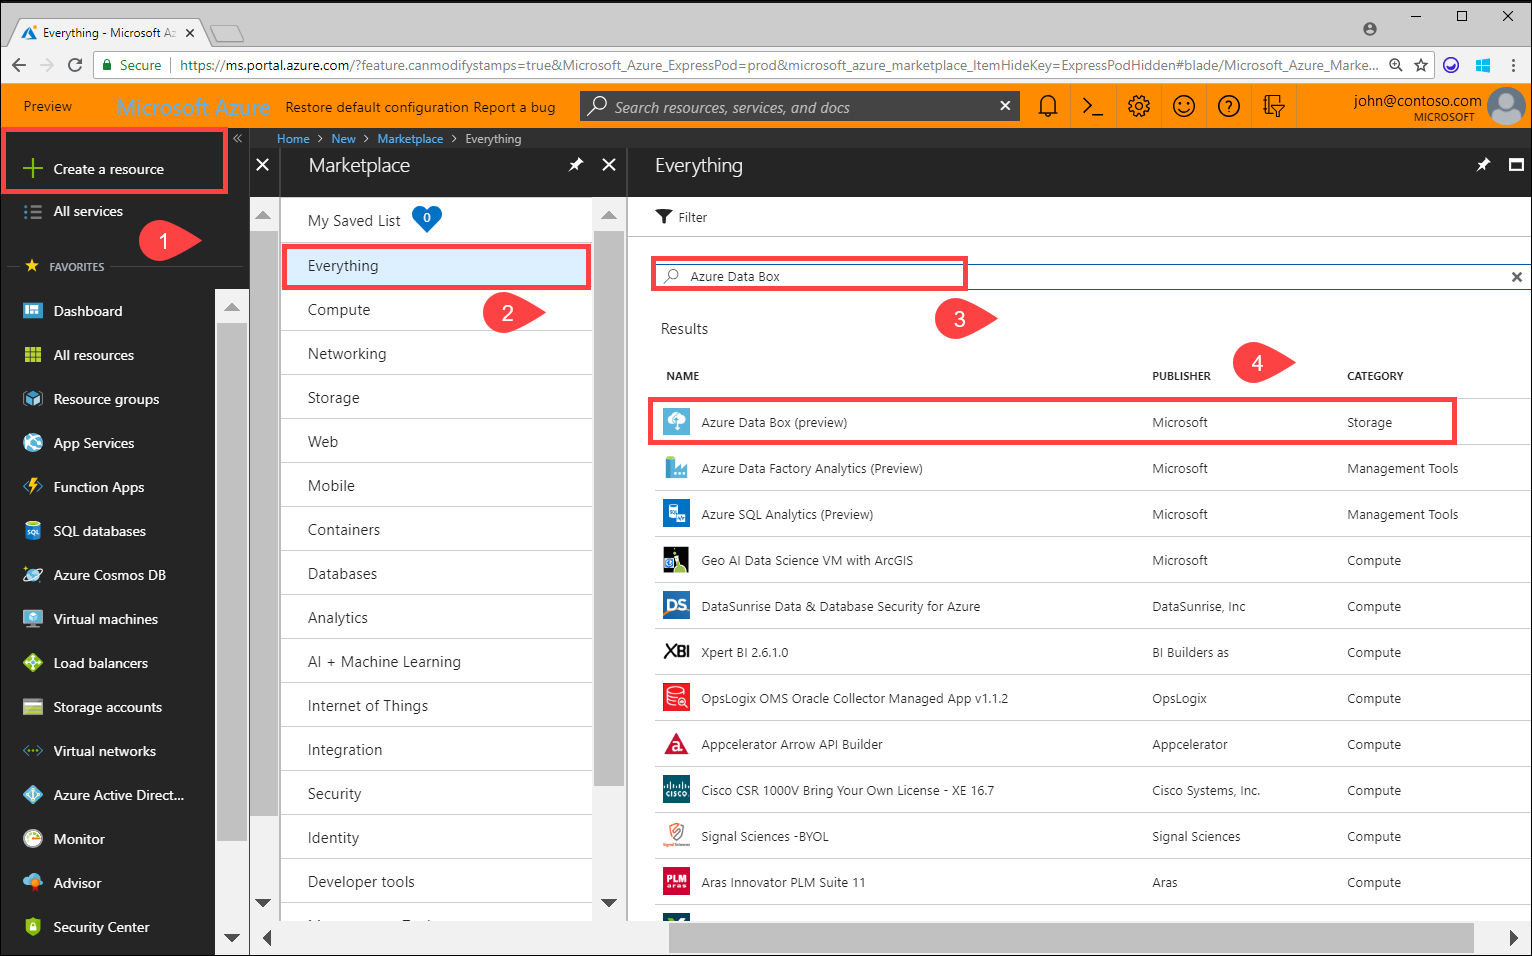 Everything - Microsoft Az
Secure https://ms.portal.azure.com/?feature.canmodifystamps=true&Microsoft_Azure_ExpressPod=prod&microsoft_azure_marketplace_ItemHideKey=ExpressPodHidden#blade/Microsoft_Azure_Marke...
Preview Microsoft Azure Restore default configuration Report a bug Search resources, services, and docs john@contoso.com
MICROSOFT
Home > New > Marketplace > Everything
Create a resource
All services
1
FAVORITES
Dashboard
All resources
Resource groups
App Services
Function Apps
SQL databases
Azure Cosmos DB
Virtual machines
Load balancers
Storage accounts
Virtual networks
Azure Active Direct...
Monitor
Advisor
Security Center
Marketplace
My Saved List 0
Everything
2
Compute
Networking
Storage
Web
Mobile
Containers
Databases
Analytics
AI + Machine Learning
Internet of Things
Integration
Security
Identity
Developer tools
Everything
Filter
Azure Data Box
3
Results
4
NAME PUBLISHER CATEGORY
Azure Data Box (preview) Microsoft Storage
Azure Data Factory Analytics (Preview) Microsoft Management Tools
Azure SQL Analytics (Preview) Microsoft Management Tools
Geo AI Data Science VM with ArcGIS Microsoft Compute
DS DataSunrise Data & Database Security for Azure DataSunrise, Inc Compute
XBI Xpert BI 2.6.1.0 BI Builders as Compute
OpsLogix OMS Oracle Collector Managed App v1.1.2 OpsLogix Compute
Appcelerator Arrow API Builder Appcelerator Compute
CISCO Cisco CSR 1000V Bring Your Own License - XE 16.7 Cisco Systems, Inc. Compute
Signal Sciences Signal Sciences -BYOL Signal Sciences Compute
PLM aras Aras Innovator PLM Suite 11 Aras Compute